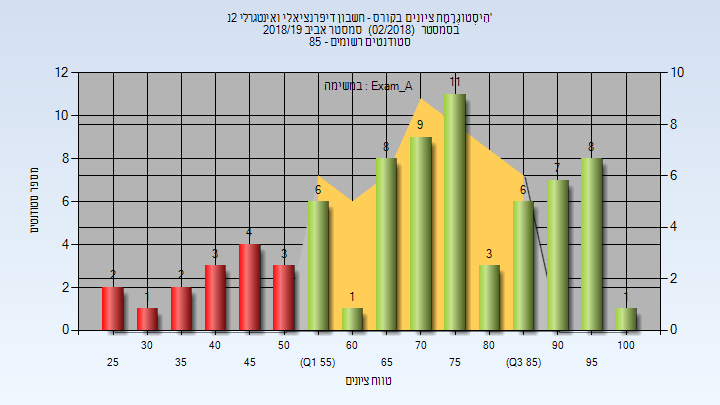 היסטוגרמת ציונים בקורס - חשבון דיפרנציאלי ואינטגרלי 2נ'
בסמסטר (02/2018) סמסטר אביב 2018/19
סטודנטים רשומים - 85
במשימה : Exam_A
12 10 8 6 4 2 0
מספר סטודנטים
10 8 6 4 2 0
2 1 2 3 4 3 6 1 8 9 11 3 6 7 8 1
30 40 50 60 70 80 90 100
25 35 45 (Q1 55) 65 75 (Q3 85) 95
טווח ציונים